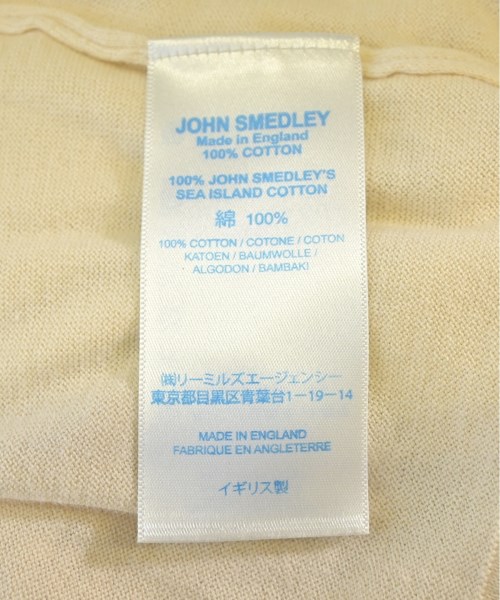 JOHN SMEDLEY
Made in England
100% COTTON
100% JOHN SMEDLEY'S
SEA ISLAND COTTON
綿 100%
100% COTTON / COTONE / COTON
KATOEN / BAUMWOLLE /
ALGODON / BAMBAKI
㈱リーミルズエージェンシー
東京都目黒区青葉台1−19−14
MADE IN ENGLAND
FABRIQUE EN ANGLETERRE
イギリス製